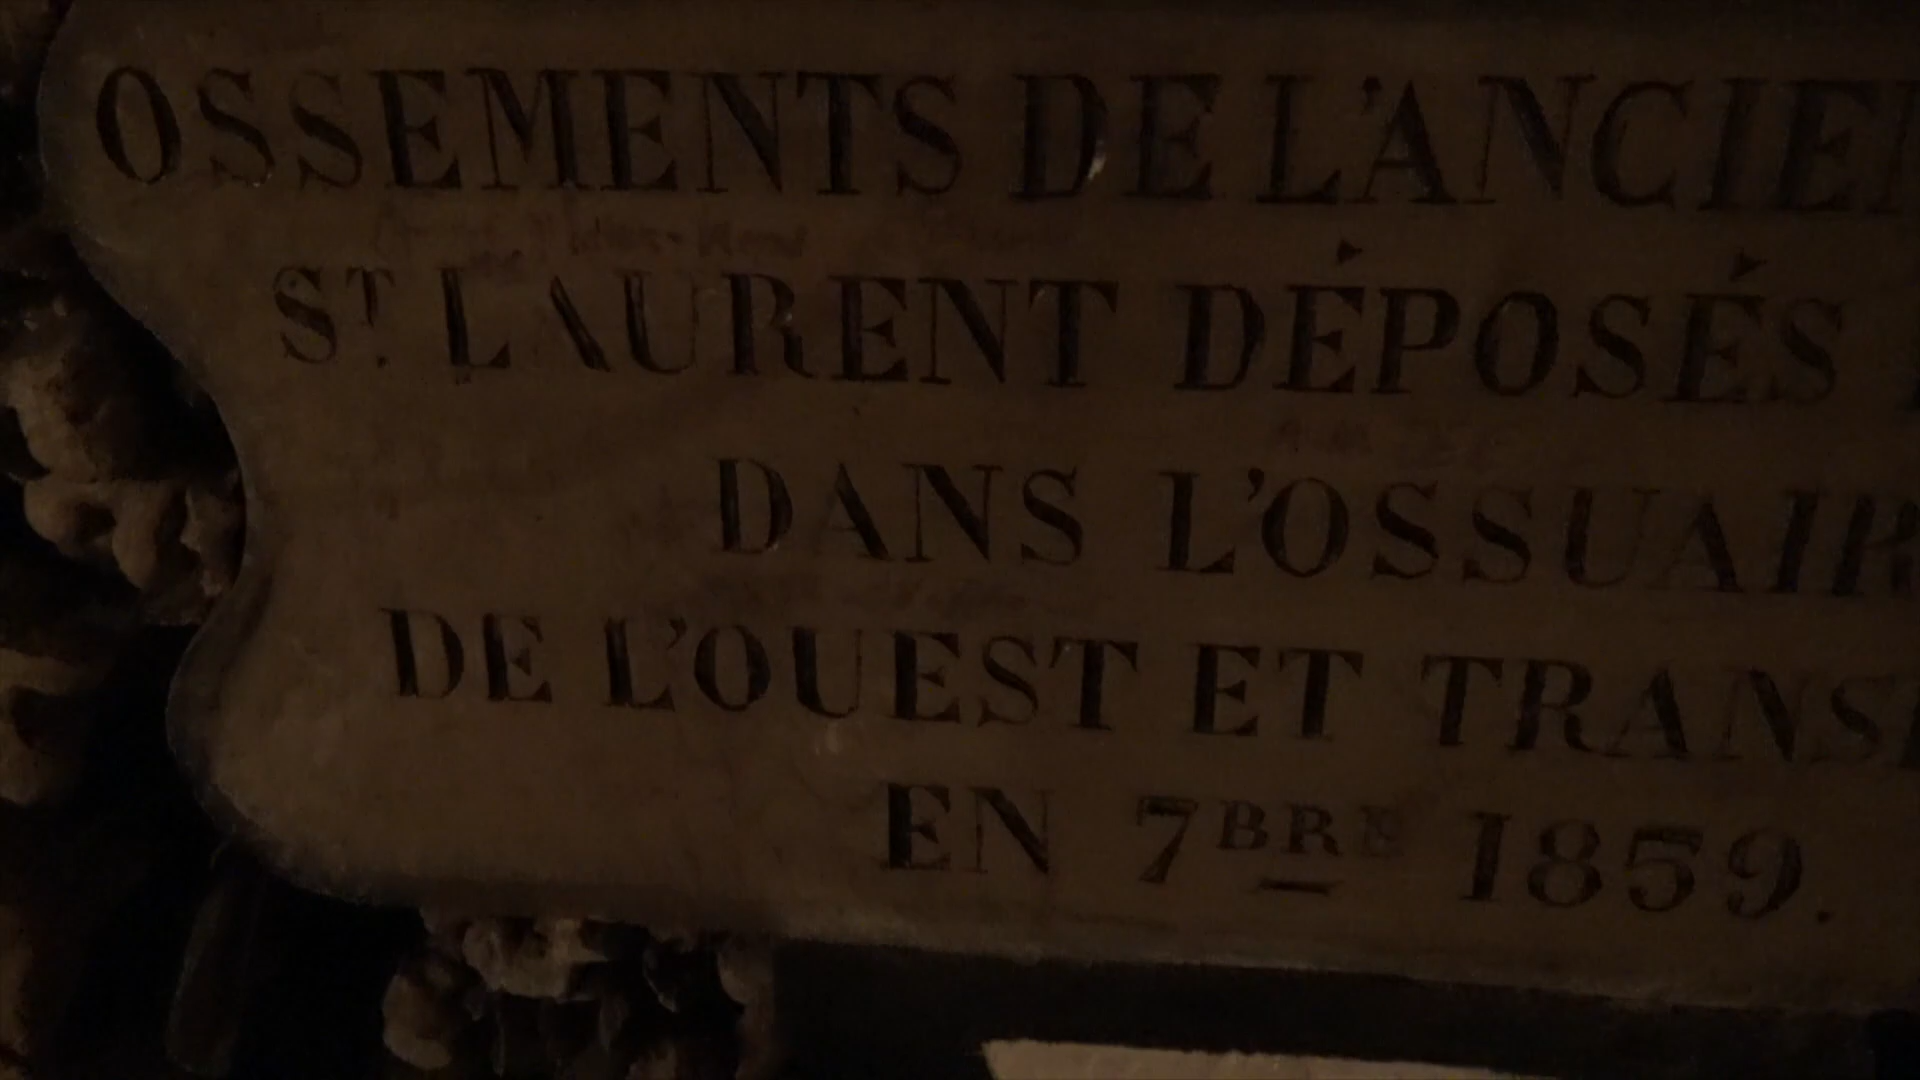 OSSEMENTS DE L'ANCIE
ST. LAURENT DÉPOSÉS
DANS L'OSSUAIR
DE L'OUEST ET TRANS
EN 7BRE 1859.